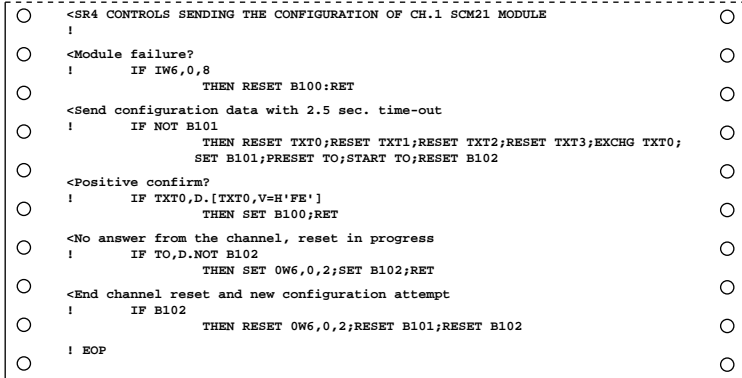 <SR4 CONTROLS SENDING THE CONFIGURATION OF CH.1 SCM21 MODULE
!
<Module failure?
! IF IW6,0,8
THEN RESET B100:RET
<Send configuration data with 2.5 sec. time-out
! IF NOT B101
THEN RESET TXT0;RESET TXT1;RESET TXT2;RESET TXT3;EXCHG TXT0;
SET B101;PRESET TO;START TO;RESET B102
<Positive confirm?
! IF TXT0,D.[TXT0,V=H'FE']
THEN SET B100;RET
<No answer from the channel, reset in progress
! IF TO,D.NOT B102
THEN SET 0W6,0,2;SET B102;RET
<End channel reset and new configuration attempt
! IF B102
THEN RESET 0W6,0,2;RESET B101;RESET B102
! EOP